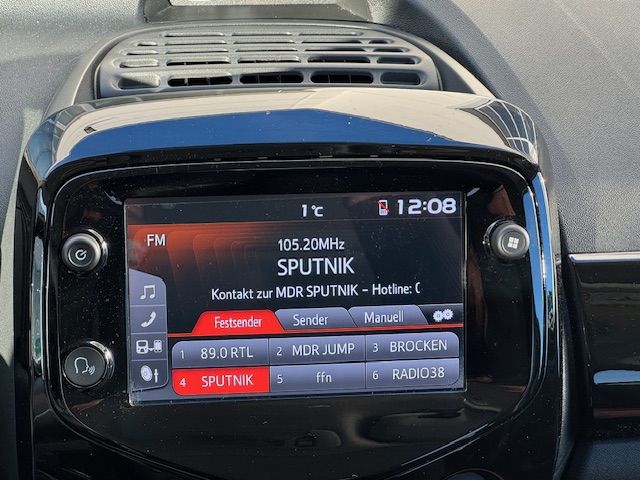 1 °C
12:08
FM
105.20MHz
SPUTNIK
Kontakt zur MDR SPUTNIK - Hotline: 0
Festsender Sender Manuell
1 89.0 RTL 2 MDR JUMP 3 BROCKEN
4 SPUTNIK 5 ffn 6 RADIO38